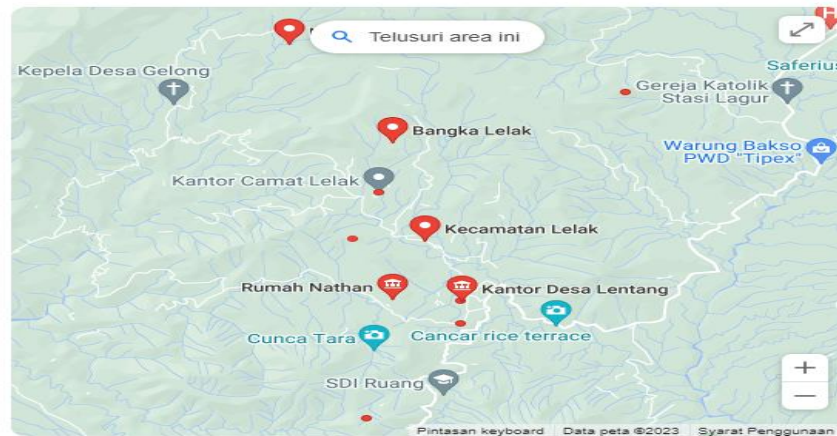 Telusuri area ini
Kepela Desa Gelong
Saferius
Gereja Katolik
Stasi Lagur
Bangka Lelak
Warung Bakso
PWD "Tipex"
Kantor Camat Lelak
Kecamatan Lelak
Rumah Nathan
Kantor Desa Lentang
Cunca Tara
Cancar rice terrace
SDI Ruang
Pintasan keyboard
Data peta ©2023
Syarat Penggunaan